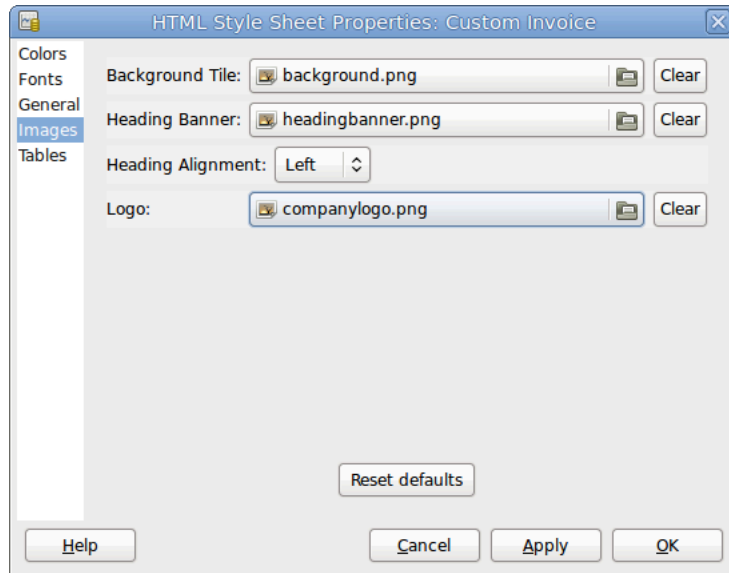 HTML Style Sheet Properties: Custom Invoice
Colors
Fonts
General
Images
Tables
Background Tile: background.png Clear
Heading Banner: headingbanner.png Clear
Heading Alignment: Left
Logo: companylogo.png Clear
Reset defaults
Help Cancel Apply OK